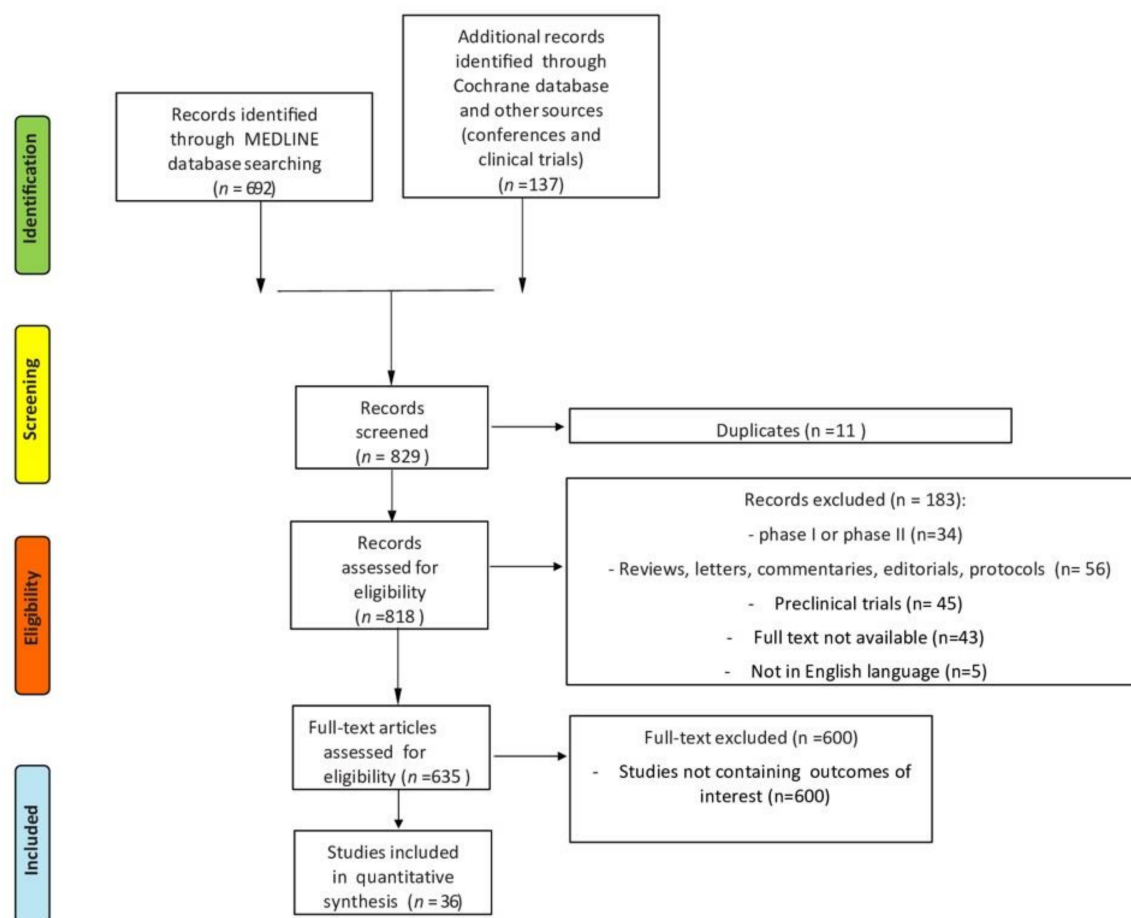 Identification
Records identified
through MEDLINE
database searching
(n = 692)
Additional records
identified through
Cochrane database
and other sources
(conferences and
clinical trials)
(n =137)
Screening
Records
screened
(n = 829 )
Duplicates (n =11 )
Eligibility
Records
assessed for
eligibility
(n =818)
Records excluded (n = 183):
- phase I or phase II (n=34)
- Reviews, letters, commentaries, editorials, protocols (n= 56)
- Preclinical trials (n= 45)
- Full text not available (n=43)
- Not in English language (n=5)
Full-text articles
assessed for
eligibility (n =635 )
Full-text excluded (n =600)
- Studies not containing outcomes of
interest (n=600)
Included
Studies included
in quantitative
synthesis (n = 36)